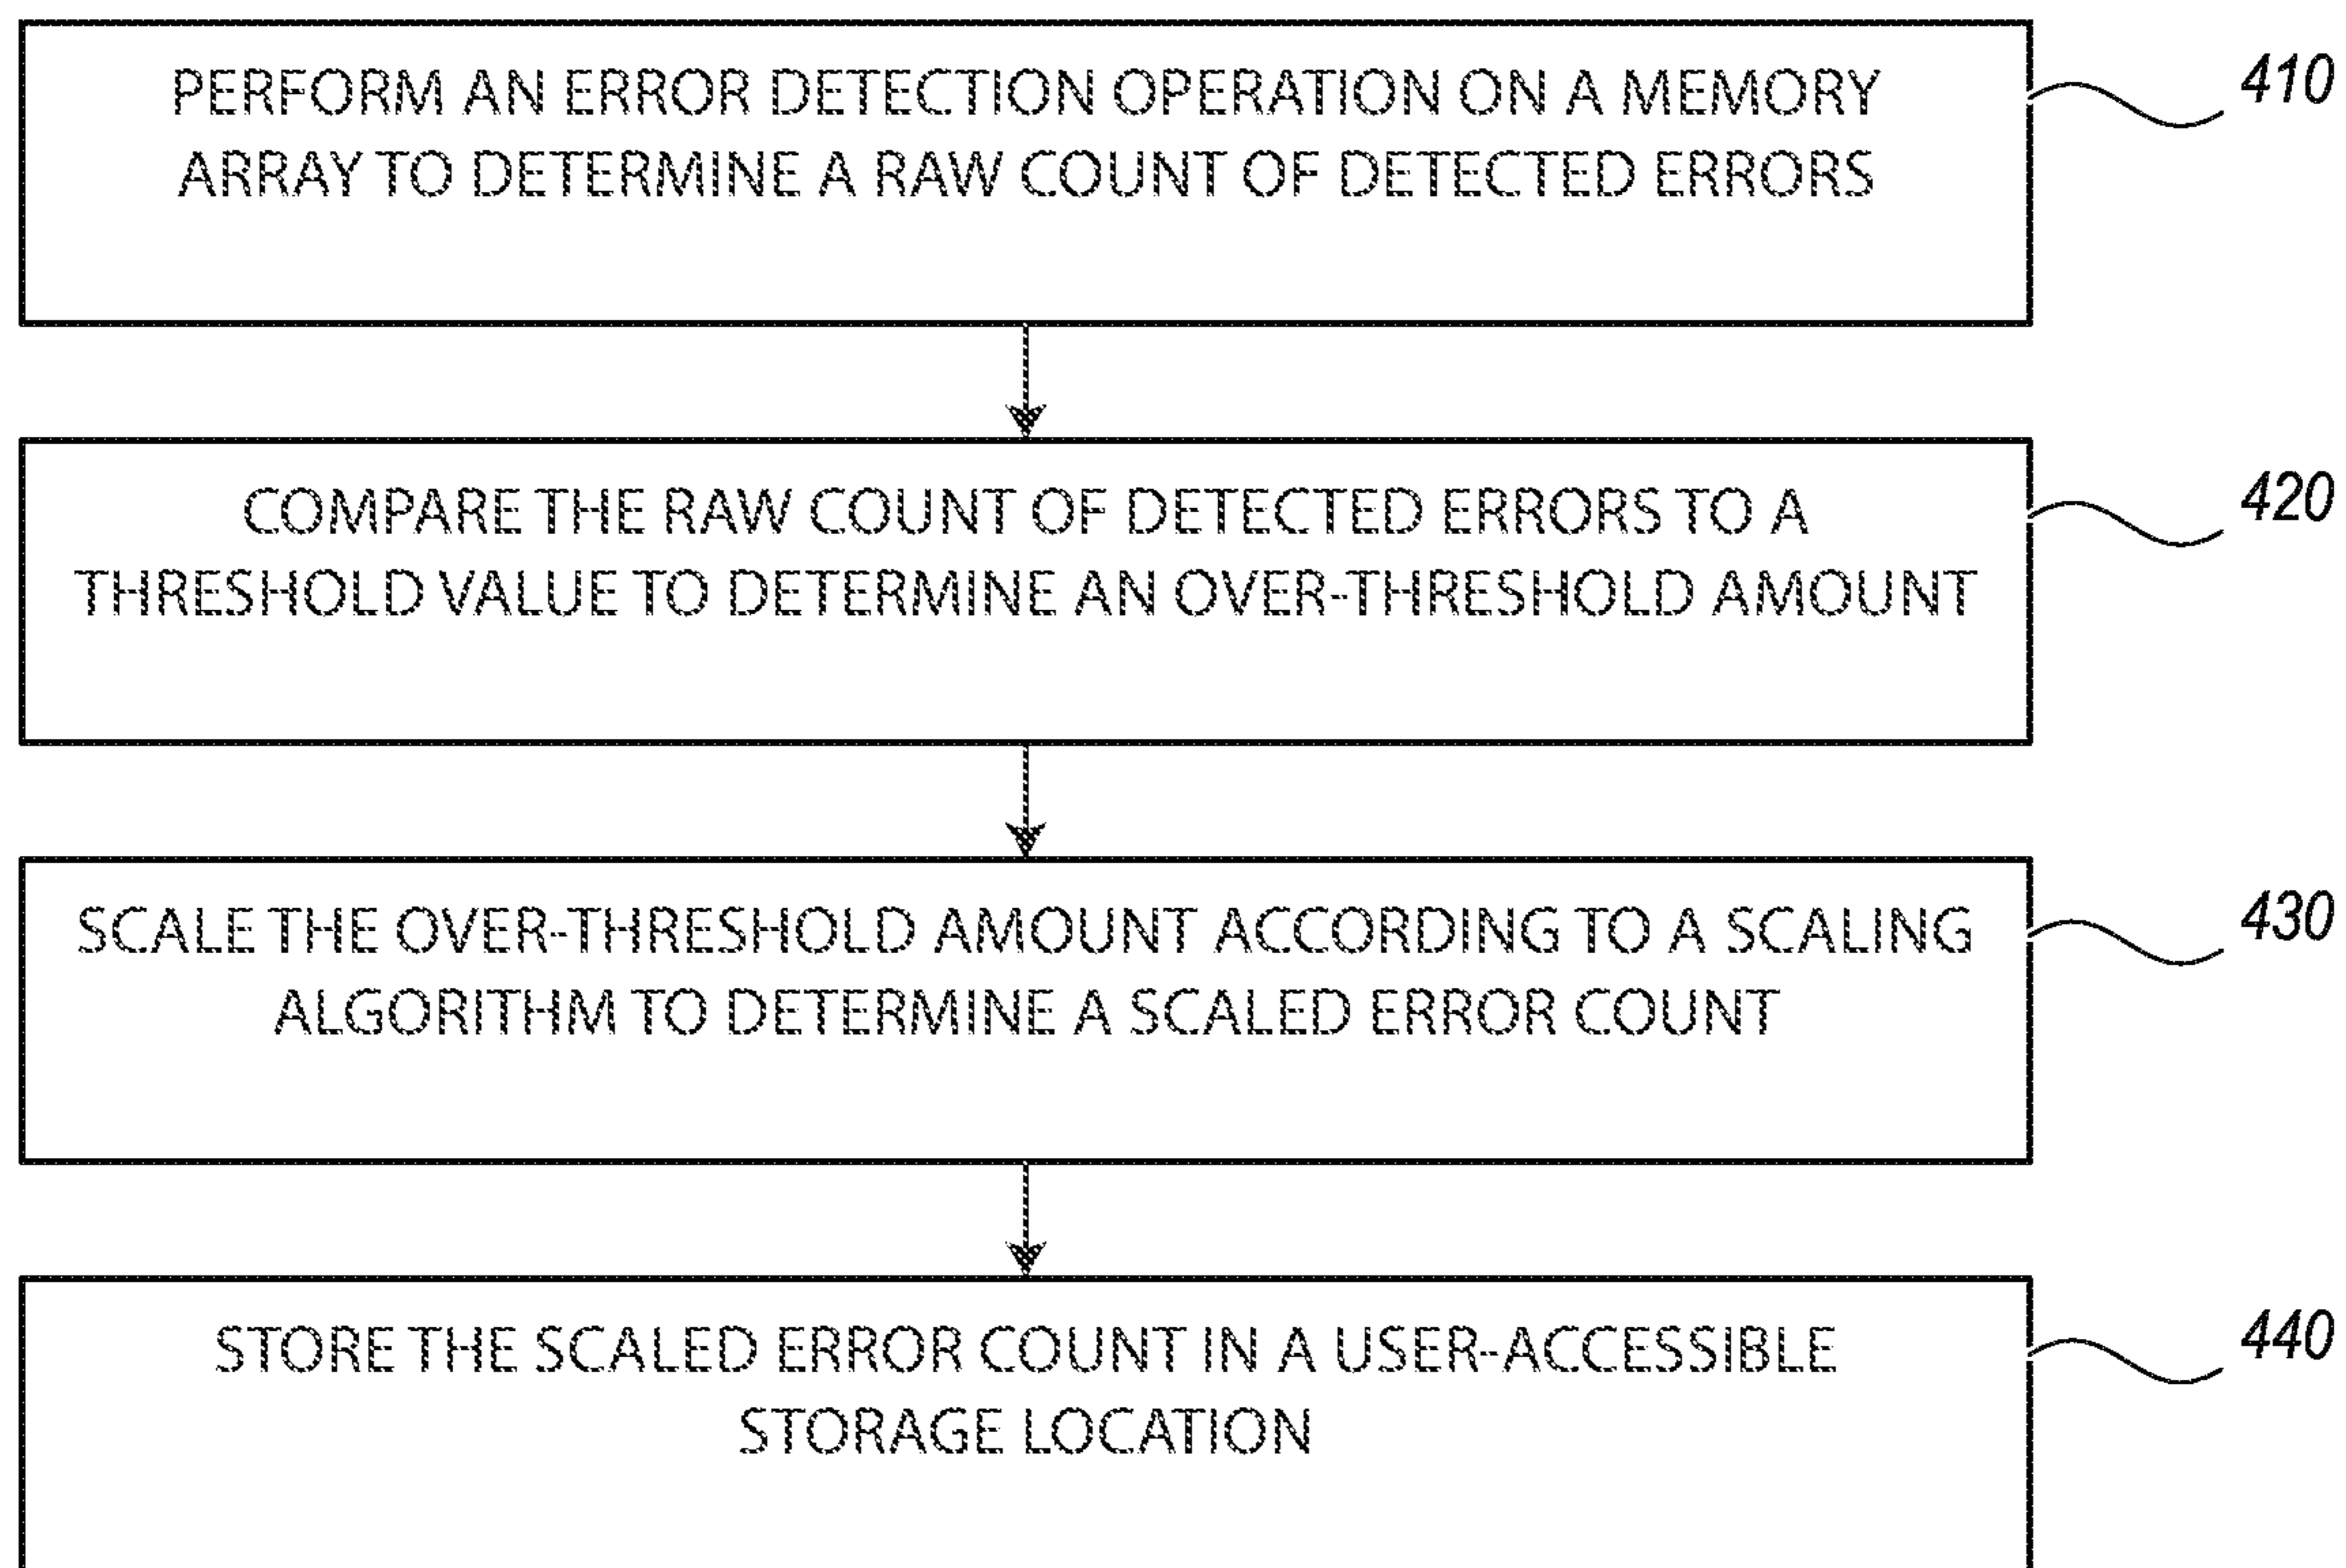 PERFORM AN ERROR DETECTION OPERATION ON A MEMORY
ARRAY TO DETERMINE A RAW COUNT OF DETECTED ERRORS
410
COMPARE THE RAW COUNT OF DETECTED ERRORS TO A
THRESHOLD VALUE TO DETERMINE AN OVER-THRESHOLD AMOUNT
420
SCALE THE OVER-THRESHOLD AMOUNT ACCORDING TO A SCALING
ALGORITHM TO DETERMINE A SCALED ERROR COUNT
430
STORE THE SCALED ERROR COUNT IN A USER-ACCESSIBLE
STORAGE LOCATION
440